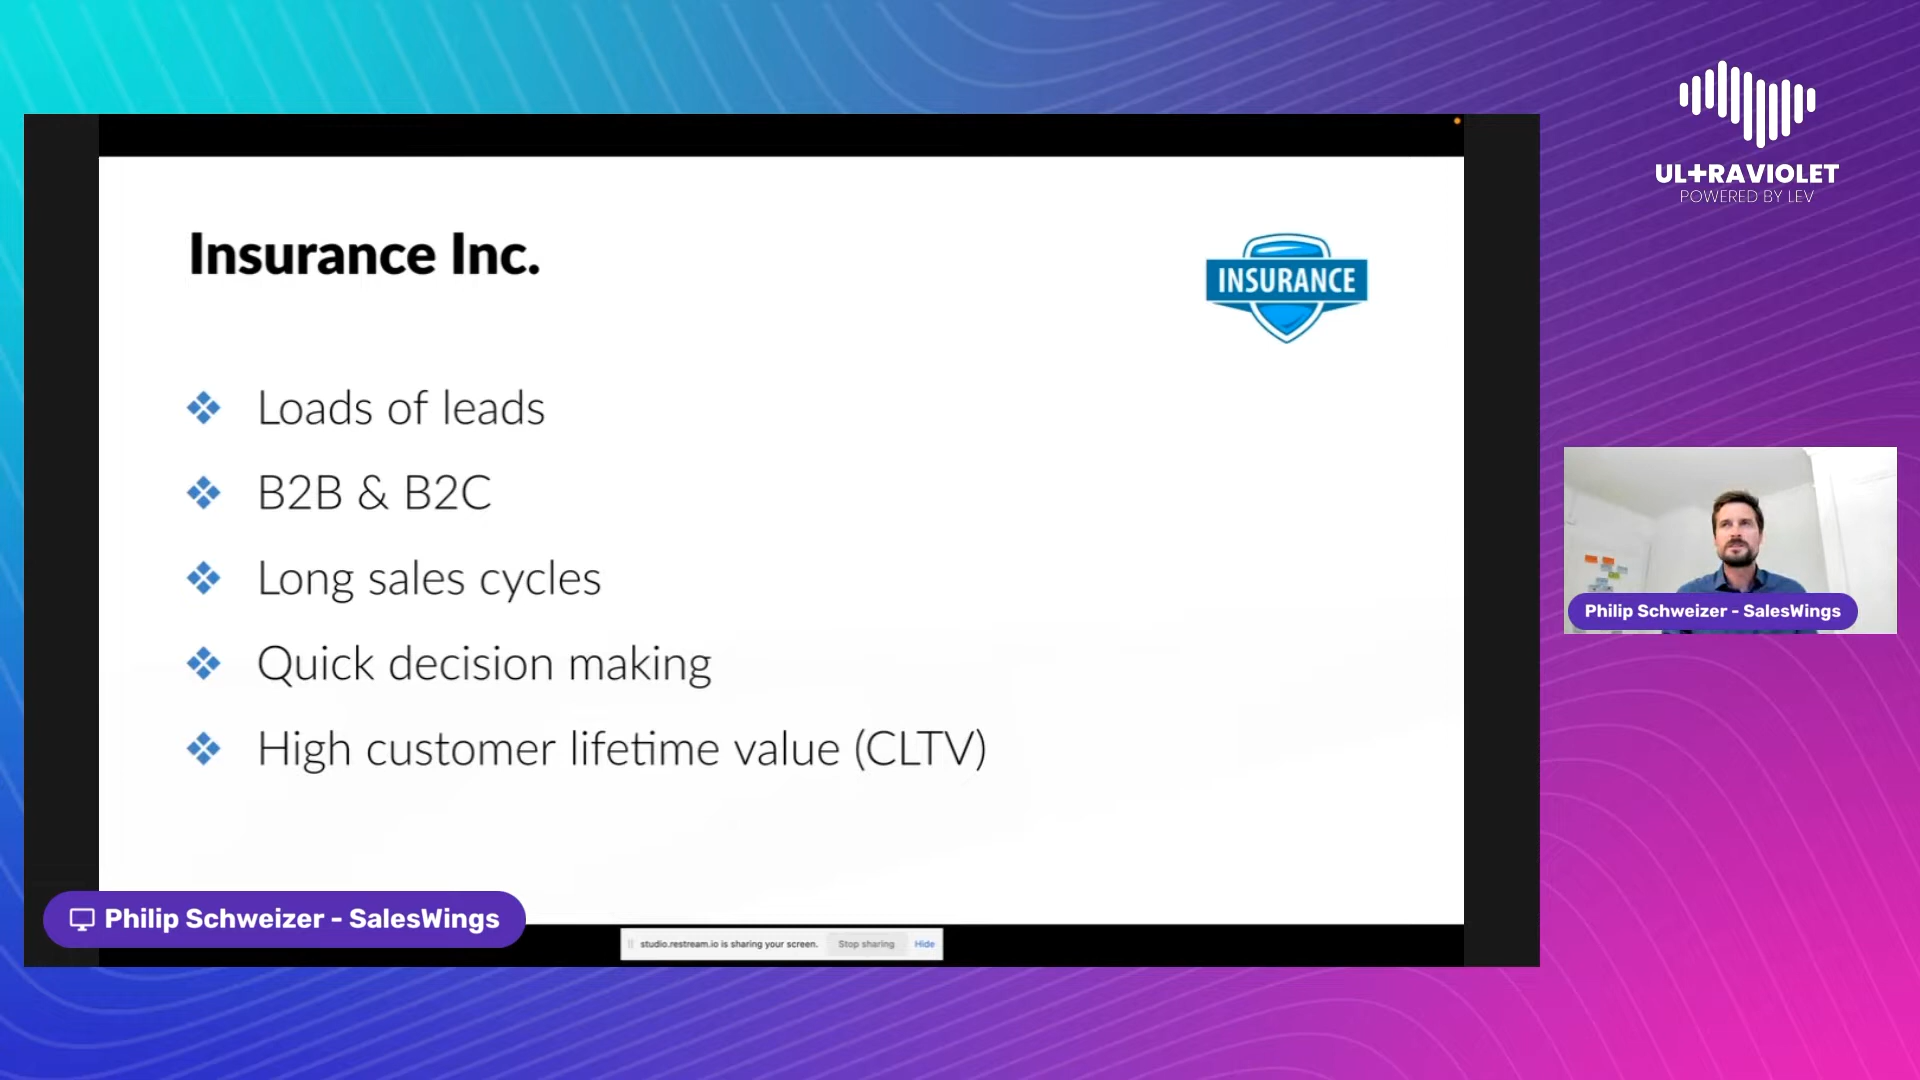 UL+RAVIOLET
POWERED BY LEV
Insurance Inc.
INSURANCE
Loads of leads
B2B & B2C
Long sales cycles
Quick decision making
High customer lifetime value (CLTV)
Philip Schweizer - SalesWings
Philip Schweizer - SalesWings
studio.restream.io is sharing your screen.
Stop sharing
Hide